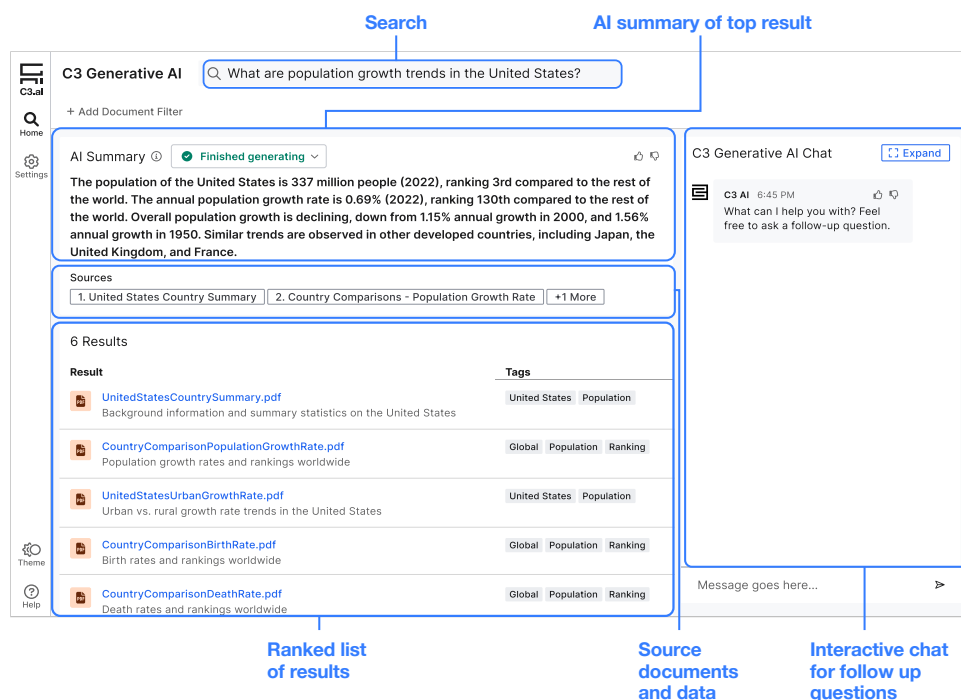 Search
AI summary of top result
C3.ai
C3 Generative AI
What are population growth trends in the United States?
+ Add Document Filter
Home
Settings
AI Summary
Finished generating
The population of the United States is 337 million people (2022), ranking 3rd compared to the rest of
the world. The annual population growth rate is 0.69% (2022), ranking 130th compared to the rest of
the world. Overall population growth is declining, down from 1.15% annual growth in 2000, and 1.56%
annual growth in 1950. Similar trends are observed in other developed countries, including Japan, the
United Kingdom, and France.
Sources
1. United States Country Summary
2. Country Comparisons - Population Growth Rate
+1 More
6 Results
Result
Tags
PDF
UnitedStatesCountrySummary.pdf
Background information and summary statistics on the United States
United States
Population
PDF
CountryComparisonPopulationGrowthRate.pdf
Population growth rates and rankings worldwide
Global
Population
Ranking
PDF
UnitedStatesUrbanGrowthRate.pdf
Urban vs. rural growth rate trends in the United States
United States
Population
PDF
CountryComparisonBirthRate.pdf
Birth rates and rankings worldwide
Global
Population
Ranking
PDF
CountryComparisonDeathRate.pdf
Death rates and rankings worldwide
Global
Population
Ranking
Theme
Help
C3 Generative AI Chat
Expand
C3 AI 6:45 PM
What can I help you with? Feel
free to ask a follow-up question.
Message goes here...
Ranked list
of results
Source
documents
and data
Interactive chat
for follow up
questions